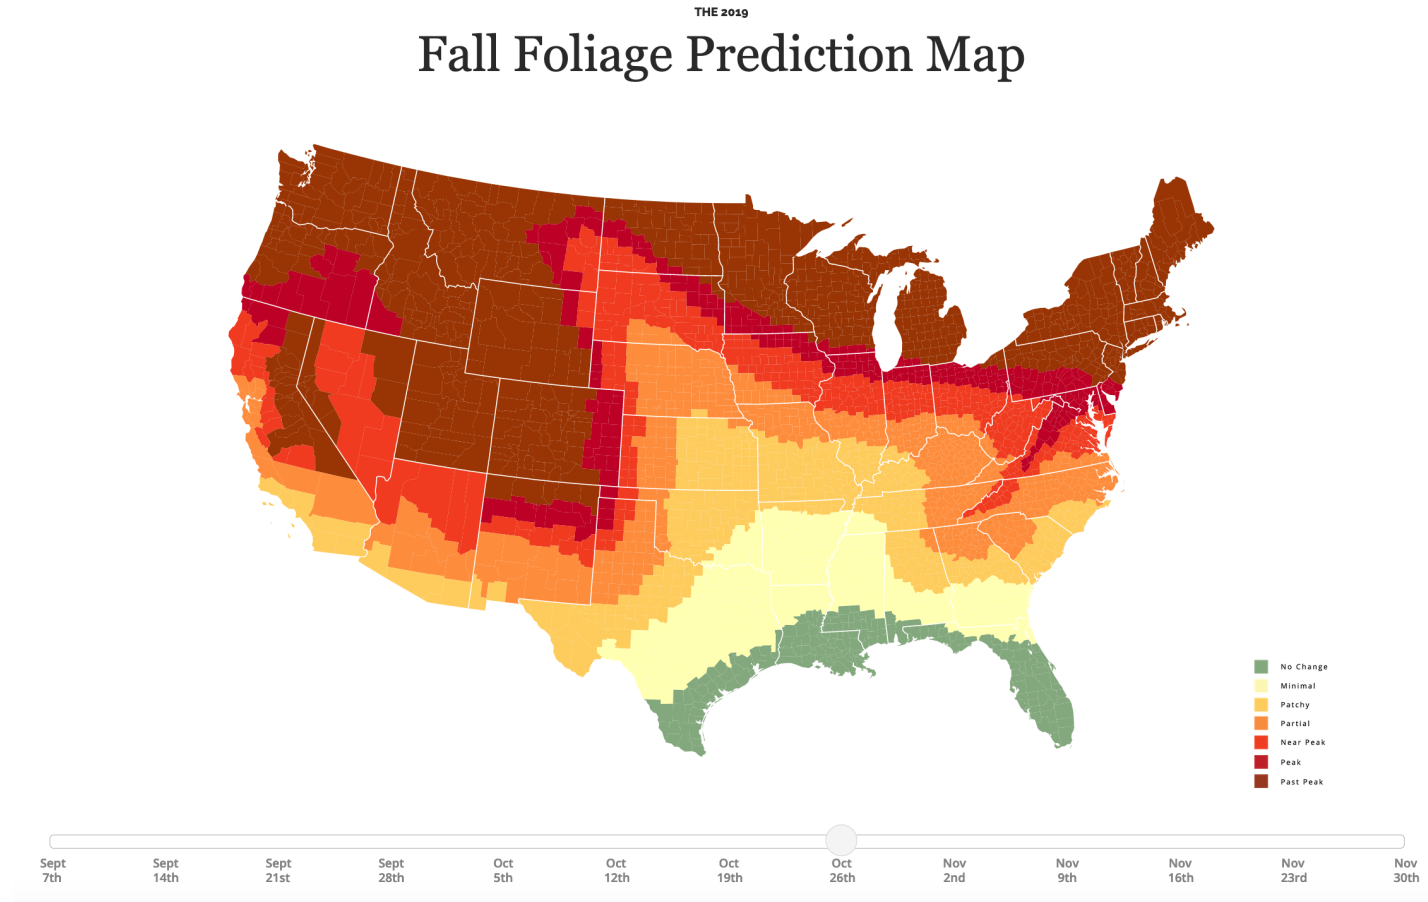 THE 2019
Fall Foliage Prediction Map
No Change
Minimal
Patchy
Partial
Near Peak
Peak
Past Peak
Sept Sept Sept Sept Oct Oct Oct Oct Nov Nov Nov Nov Nov
7th 14th 21st 28th 5th 12th 19th 26th 2nd 9th 16th 23rd 30th